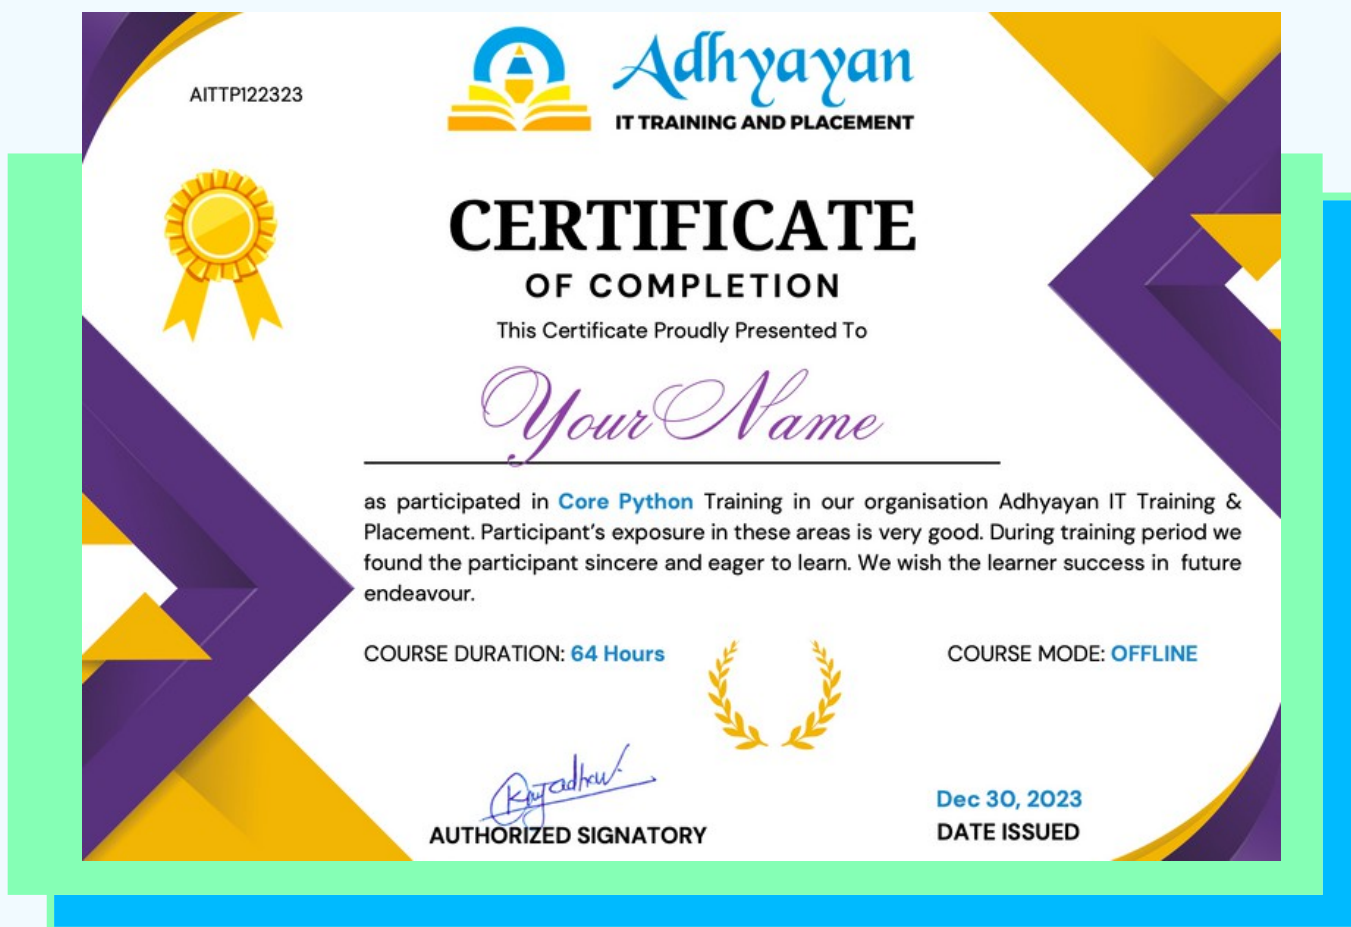 AITTP122323
Adhyayan
IT TRAINING AND PLACEMENT
CERTIFICATE
OF COMPLETION
This Certificate Proudly Presented To
Your Name
as participated in Core Python Training in our organisation Adhyayan IT Training &
Placement. Participant’s exposure in these areas is very good. During training period we
found the participant sincere and eager to learn. We wish the learner success in future
endeavour.
COURSE DURATION: 64 Hours
COURSE MODE: OFFLINE
AUTHORIZED SIGNATORY
Dec 30, 2023
DATE ISSUED